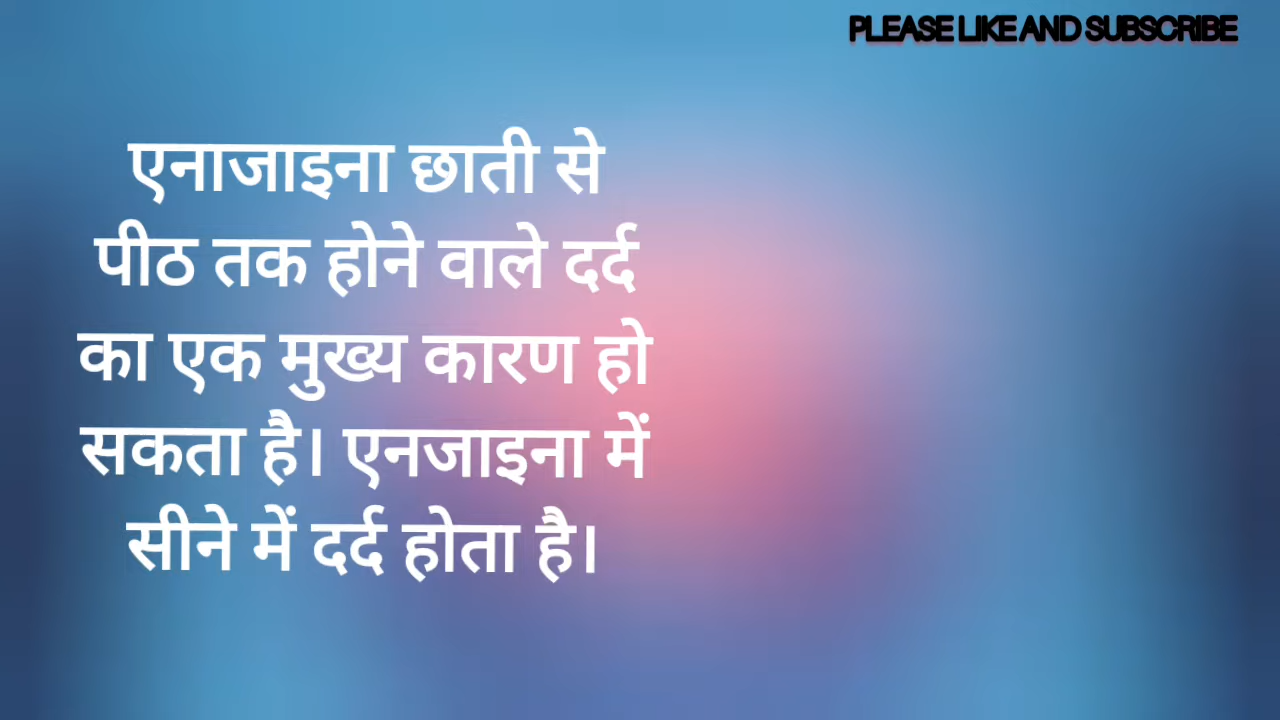 PLEASE LIKE AND SUBSCRIBE
एनाजाइना छाती से
पीठ तक होने वाले दर्द
का एक मुख्य कारण हो
सकता है। एनजाइना में
सीने में दर्द होता है।